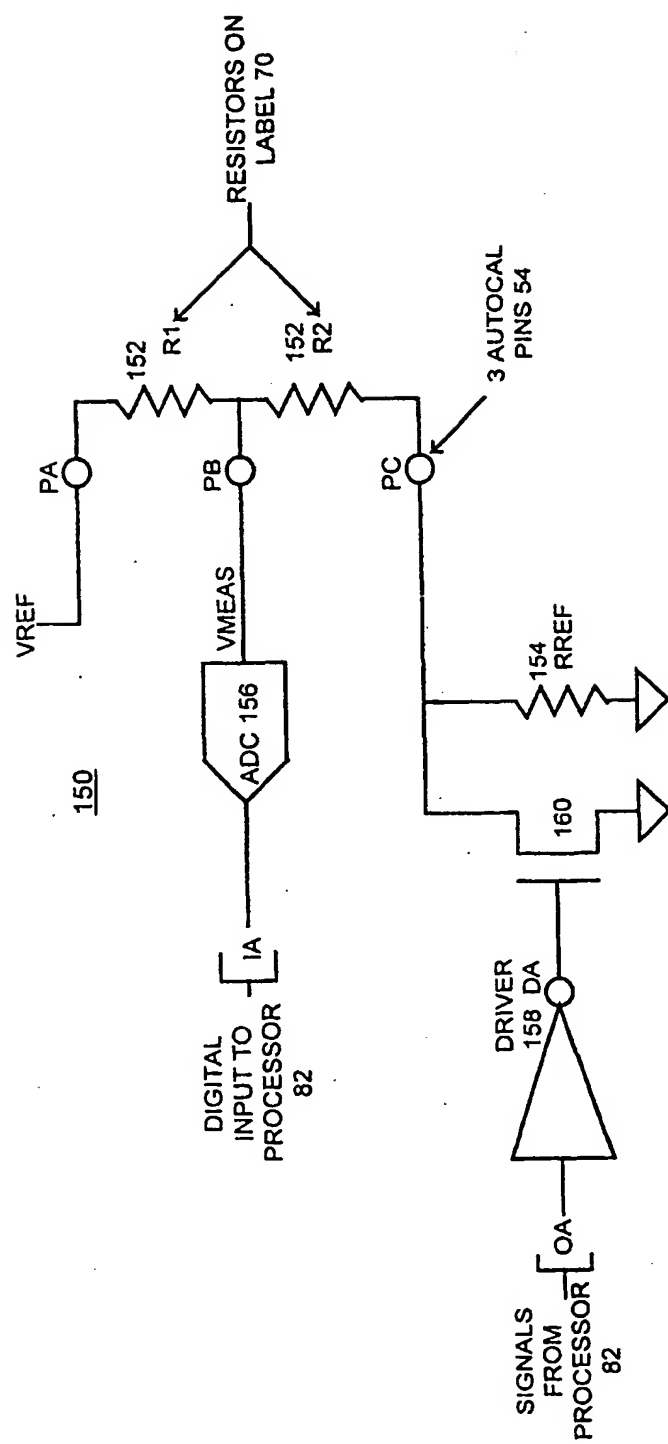 VREF
PA
152
R1
RESISTORS ON
LABEL 70
150
ADC 156
VMEAS
PB
152
R2
IA
DIGITAL
INPUT TO
PROCESSOR
82
PC
3 AUTOCAL
PINS 54
154
RREF
160
DRIVER
158 DA
OA
SIGNALS
FROM
PROCESSOR
82